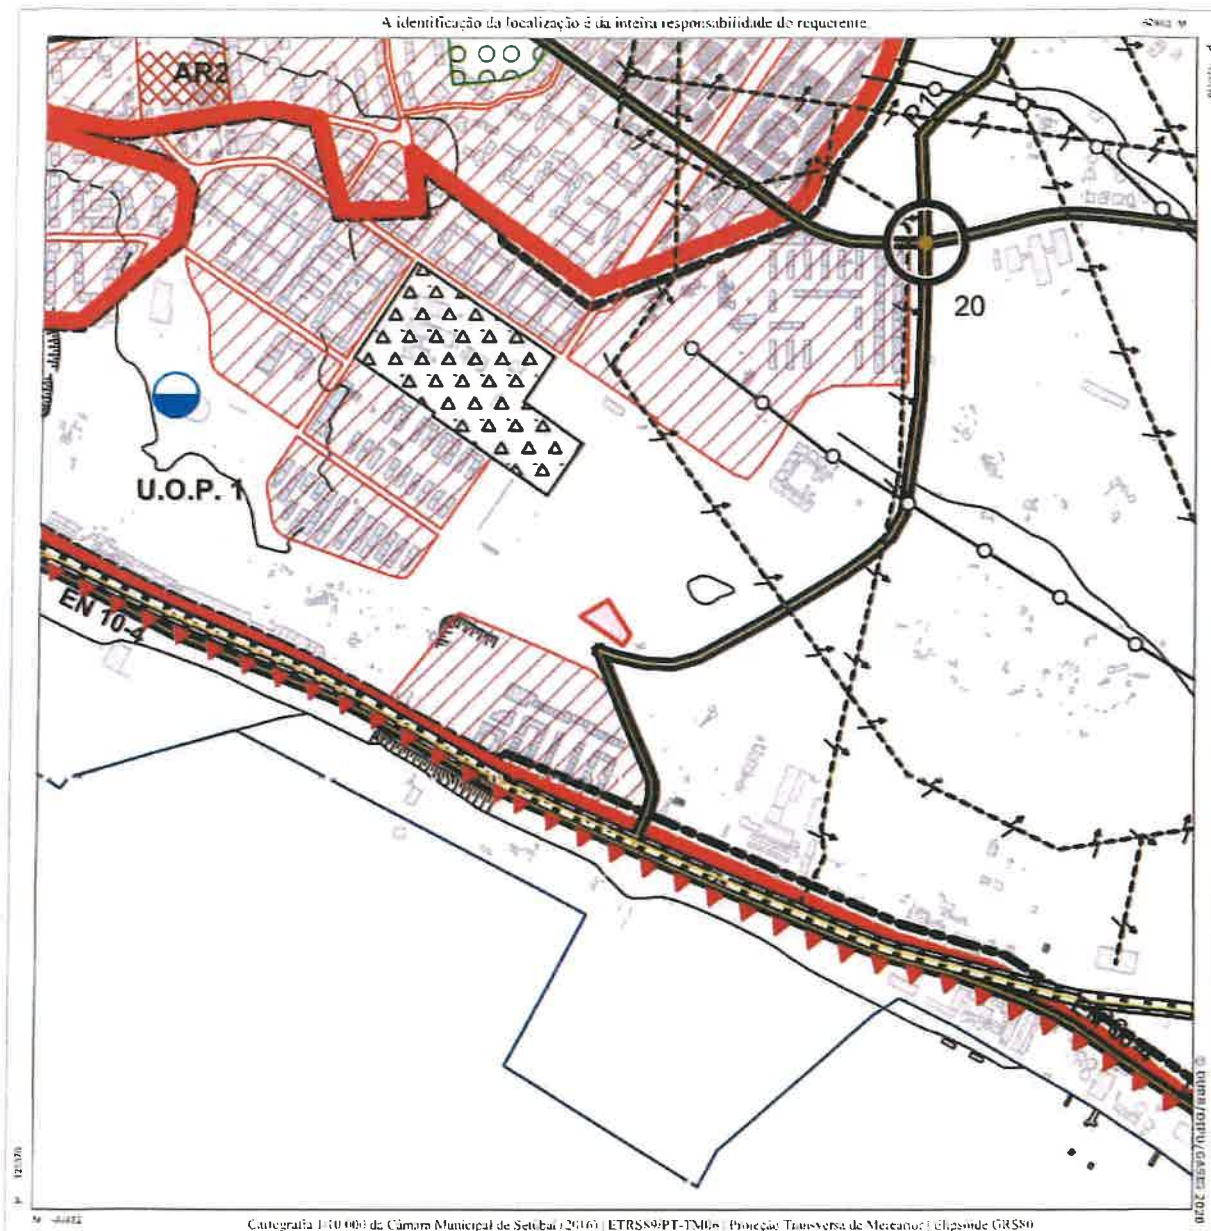 A identificação da localização é da inteira responsabilidade do requerente
AR2
20
U.O.P. 1
EN 10-4
Cartografia 1:10 000 da Câmara Municipal de Setúbal (2016) | ETRS89/PT-TM06 | Projeção Transversa de Mercator | Elipsóide GRS80